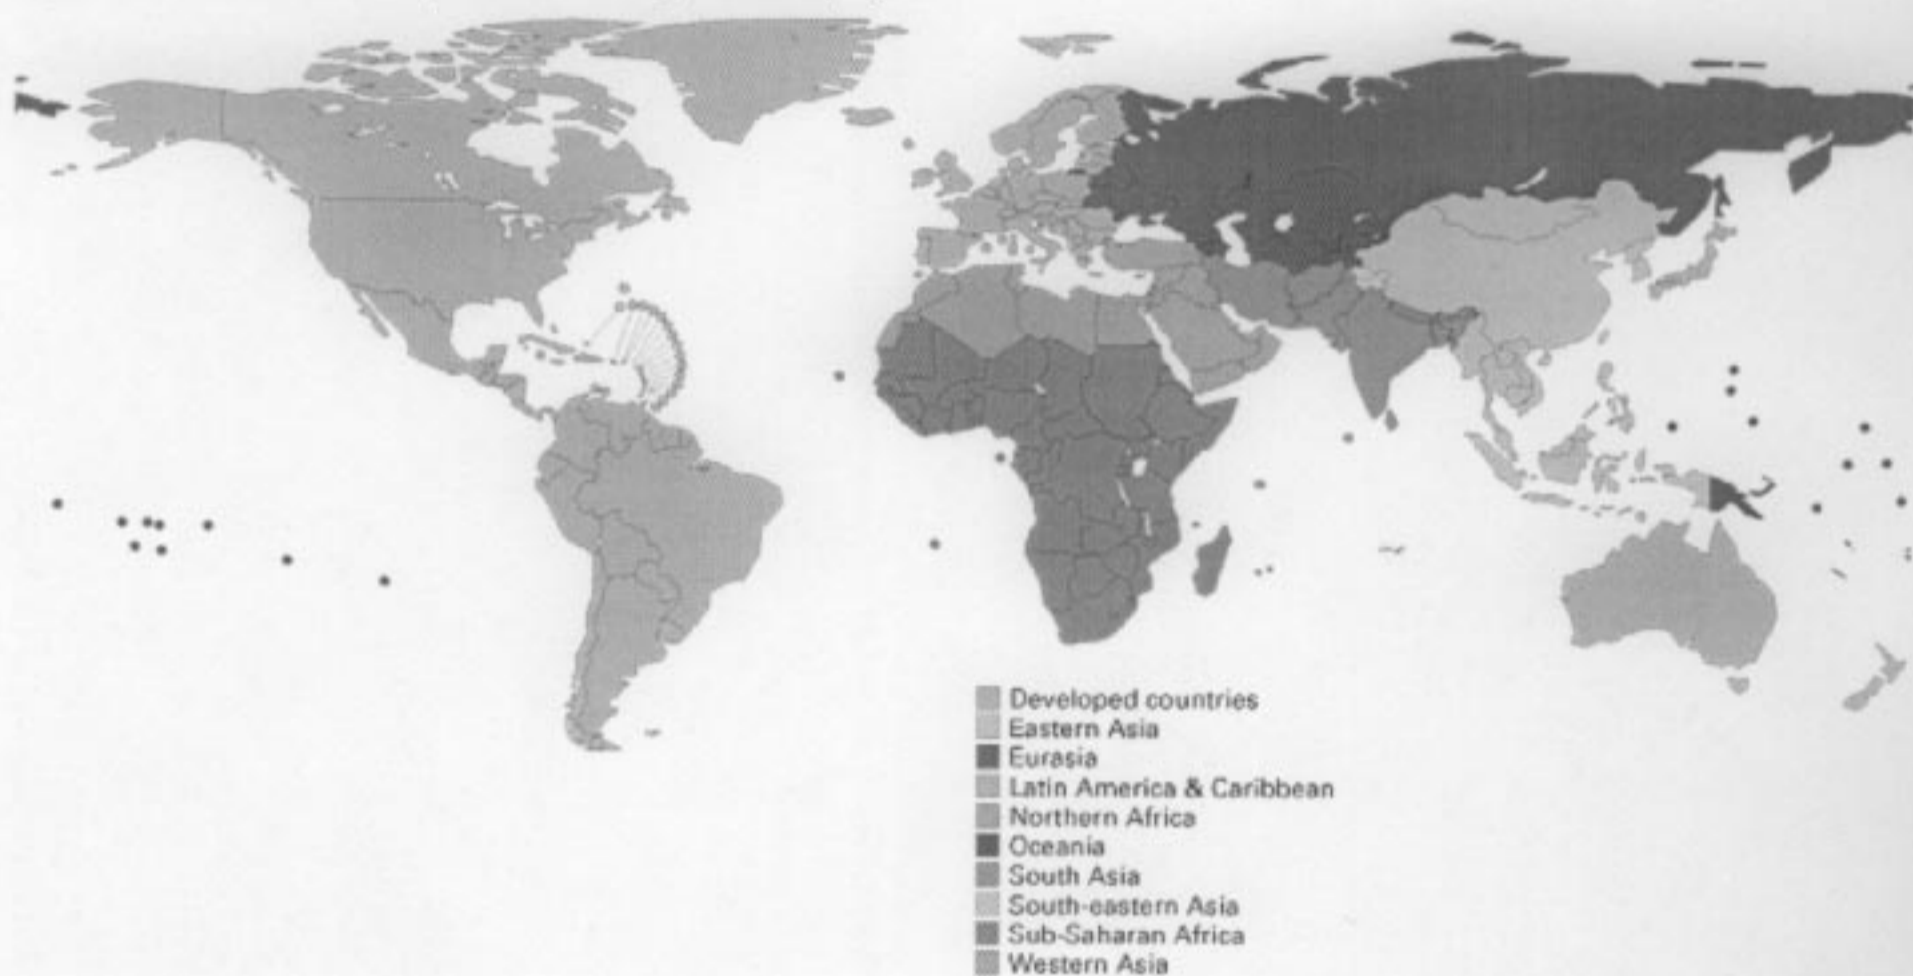 Developed countries
Eastern Asia
Eurasia
Latin America & Caribbean
Northern Africa
Oceania
South Asia
South-eastern Asia
Sub-Saharan Africa
Western Asia